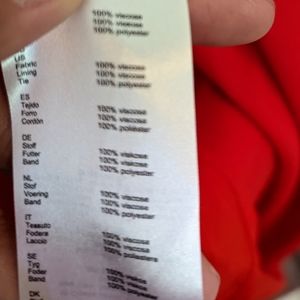 100% viscose
100% viscose
100% polyester
US
Fabric 100% viscose
Lining 100% viscose
Tie 100% polyester
ES
Tejido 100% viscosa
Forro 100% viscosa
Cordón 100% poliéster
DE
Stoff 100% viskose
Futter 100% viskose
Band 100% polyester
NL
Stof 100% viscose
Voering 100% viscose
Band 100% polyester
IT
Tessuto 100% viscosa
Fodera 100% viscosa
Laccio 100% poliestere
SE
Tyg 100% viskos
Foder 100% viskos
Band 100% polyester
DK